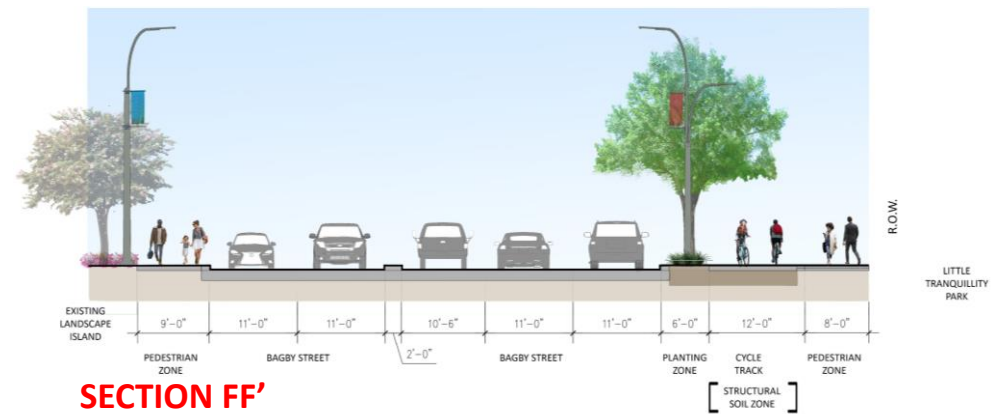 R.O.W.
LITTLE
TRANQUILLITY
PARK
EXISTING
LANDSCAPE
ISLAND
9'-0"
11'-0"
11'-0"
2'-0"
10'-6"
11'-0"
11'-0"
6'-0"
12'-0"
8'-0"
PEDESTRIAN
ZONE
BAGBY STREET
BAGBY STREET
PLANTING
ZONE
CYCLE
TRACK
PEDESTRIAN
ZONE
[STRUCTURAL
SOIL ZONE]
SECTION FF'